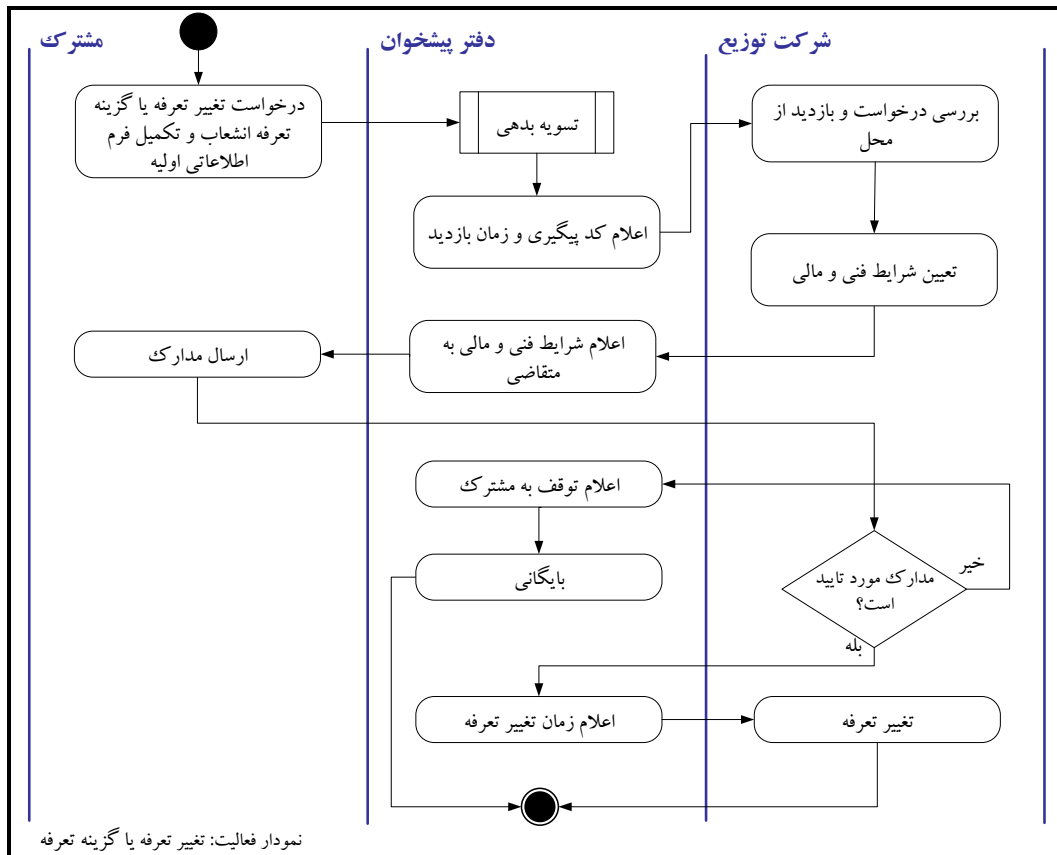 شرکت توزیع
دفتر پیشخوان
مشترک
درخواست تغییر تعرفه یا گزینه
تعرفه انشعاب و تکمیل فرم
اطلاعاتی اولیه
تسویه بدهی
بررسی درخواست و بازدید از
محل
اعلام کد پیگیری و زمان بازدید
تعیین شرایط فنی و مالی
اعلام شرایط فنی و مالی به
متقاضی
ارسال مدارک
اعلام توقف به مشترک
بایگانی
مدارک مورد تایید
است؟
خیر
بله
اعلام زمان تغییر تعرفه
تغییر تعرفه
نمودار فعالیت: تغییر تعرفه یا گزینه تعرفه